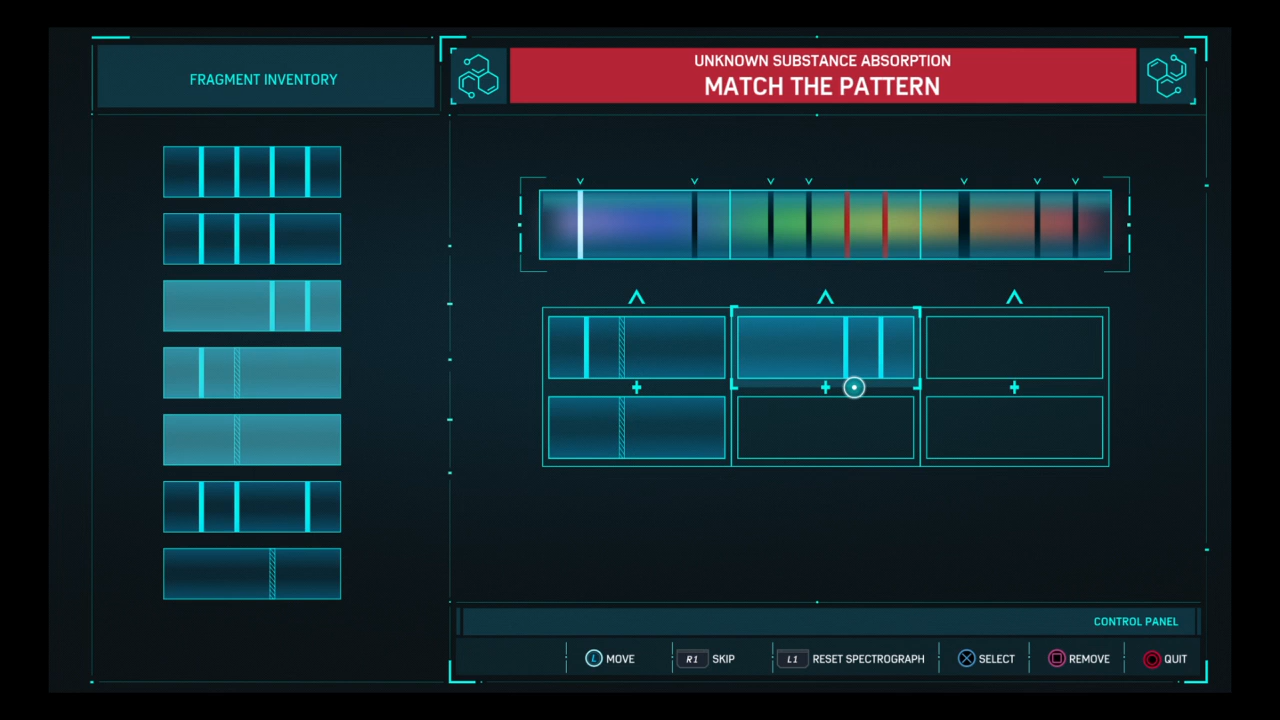 FRAGMENT INVENTORY
UNKNOWN SUBSTANCE ABSORPTION
MATCH THE PATTERN
CONTROL PANEL
L MOVE
R1 SKIP
L1 RESET SPECTROGRAPH
SELECT
REMOVE
QUIT